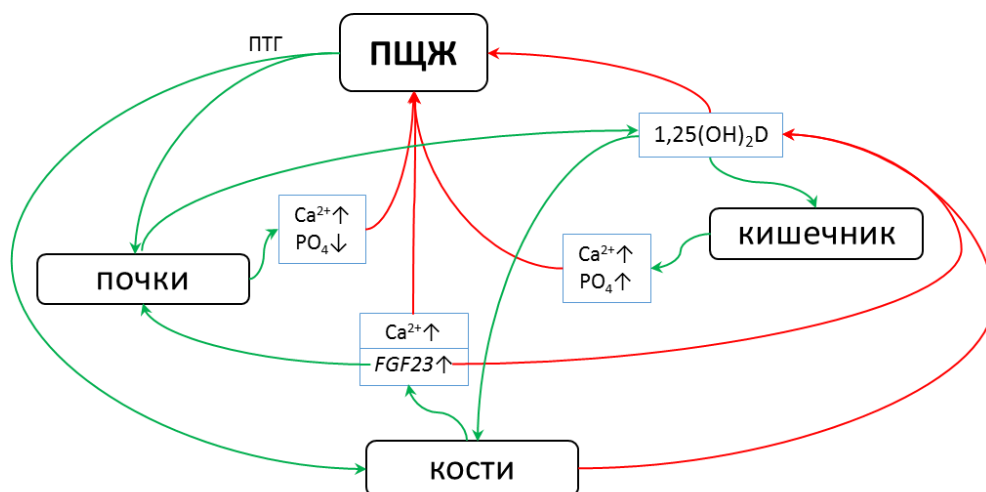 ПТГ
ПЩЖ
1,25(OH)₂D
Ca²⁺↑
PO₄↓
кишечник
Ca²⁺↑
PO₄↑
почки
Ca²⁺↑
FGF23↑
кости